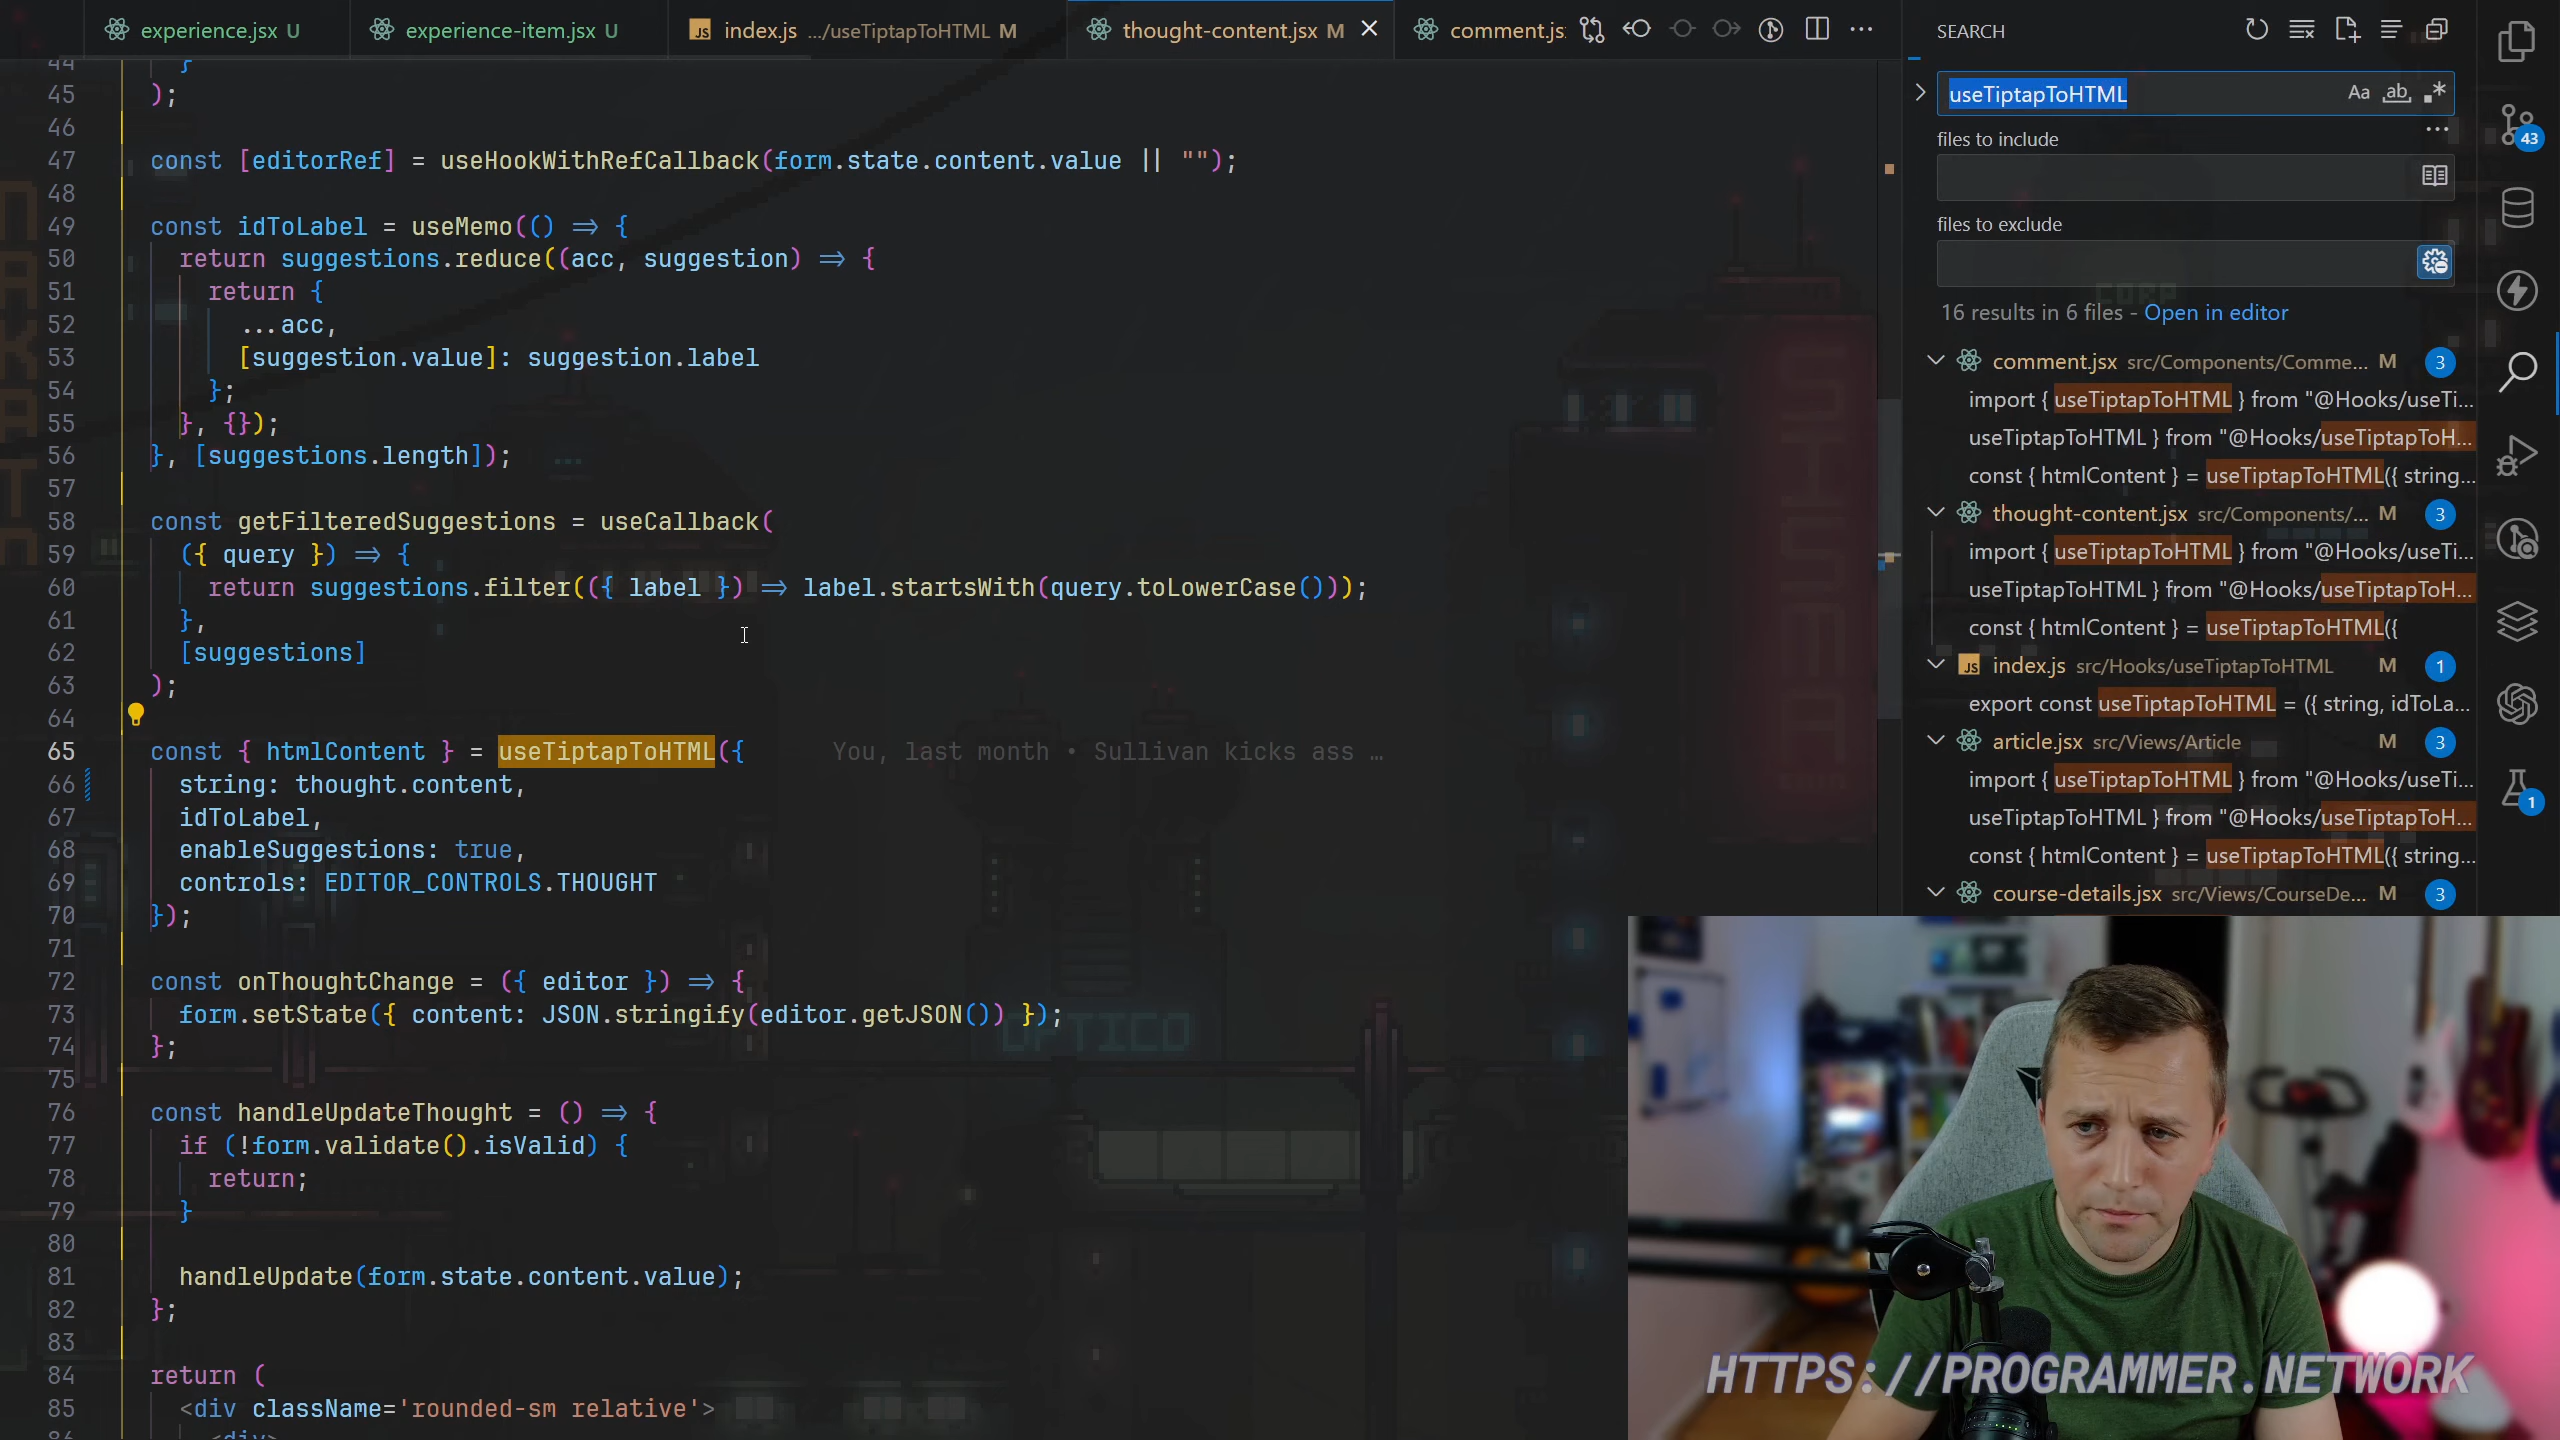 experience.jsx U
experience-item.jsx U
JS index.js .../useTiptapToHTML M
thought-content.jsx M
comment.js
44 }
45 );
46
47 const [editorRef] = useHookWithRefCallback(form.state.content.value || "");
48
49 const idToLabel = useMemo(() => {
50 return suggestions.reduce((acc, suggestion) => {
51 return {
52 ...acc,
53 [suggestion.value]: suggestion.label
54 };
55 }, {});
56 }, [suggestions.length]);
57
58 const getFilteredSuggestions = useCallback(
59 ({ query }) => {
60 return suggestions.filter(({ label }) => label.startsWith(query.toLowerCase()));
61 },
62 [suggestions]
63 );
64
65 const { htmlContent } = useTiptapToHTML({ You, last month • Sullivan kicks ass …
66 string: thought.content,
67 idToLabel,
68 enableSuggestions: true,
69 controls: EDITOR_CONTROLS.THOUGHT
70 });
71
72 const onThoughtChange = ({ editor }) => {
73 form.setState({ content: JSON.stringify(editor.getJSON()) });
74 };
75
76 const handleUpdateThought = () => {
77 if (!form.validate().isValid) {
78 return;
79 }
80
81 handleUpdate(form.state.content.value);
82 };
83
84 return (
85 <div className='rounded-sm relative'>
86 <div>
SEARCH
useTiptapToHTML
Aa ab .*
files to include
files to exclude
16 results in 6 files - Open in editor
comment.jsx src/Components/Comme... M 3
import { useTiptapToHTML } from "@Hooks/useTi...
useTiptapToHTML } from "@Hooks/useTiptapToH...
const { htmlContent } = useTiptapToHTML({ string...
thought-content.jsx src/Components/... M 3
import { useTiptapToHTML } from "@Hooks/useTi...
useTiptapToHTML } from "@Hooks/useTiptapToH...
const { htmlContent } = useTiptapToHTML({
JS index.js src/Hooks/useTiptapToHTML M 1
export const useTiptapToHTML = ({ string, idToLa...
article.jsx src/Views/Article M 3
import { useTiptapToHTML } from "@Hooks/useTi...
useTiptapToHTML } from "@Hooks/useTiptapToH...
const { htmlContent } = useTiptapToHTML({ string...
course-details.jsx src/Views/CourseDe... M 3
43
1
OPTICO
CORP
HTTPS://PROGRAMMER.NETWORK